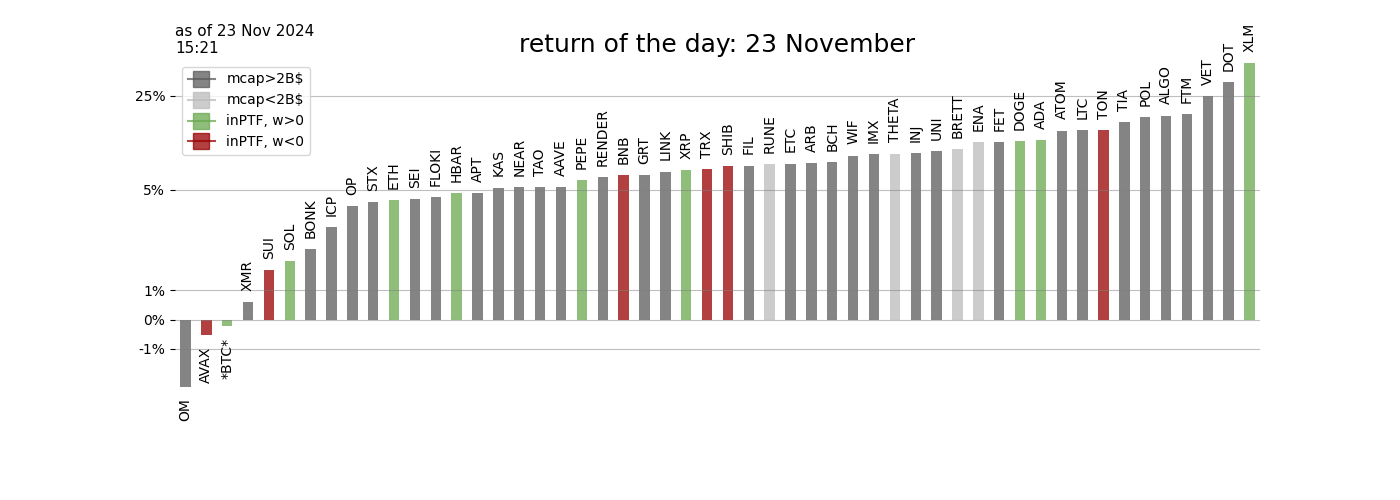 as of 23 Nov 2024
15:21
return of the day: 23 November
mcap>2B$
mcap<2B$
inPTF, w>0
inPTF, w<0
25%
5%
1%
0%
-1%
OM
AVAX
*BTC*
XMR
SUI
SOL
BONK
ICP
OP
STX
ETH
SEI
FLOKI
HBAR
APT
KAS
NEAR
TAO
AAVE
PEPE
RENDER
BNB
GRT
LINK
XRP
TRX
SHIB
FIL
RUNE
ETC
ARB
BCH
WIF
IMX
THETA
INJ
UNI
BRETT
ENA
FET
DOGE
ADA
ATOM
LTC
TON
TIA
POL
ALGO
FTM
VET
DOT
XLM